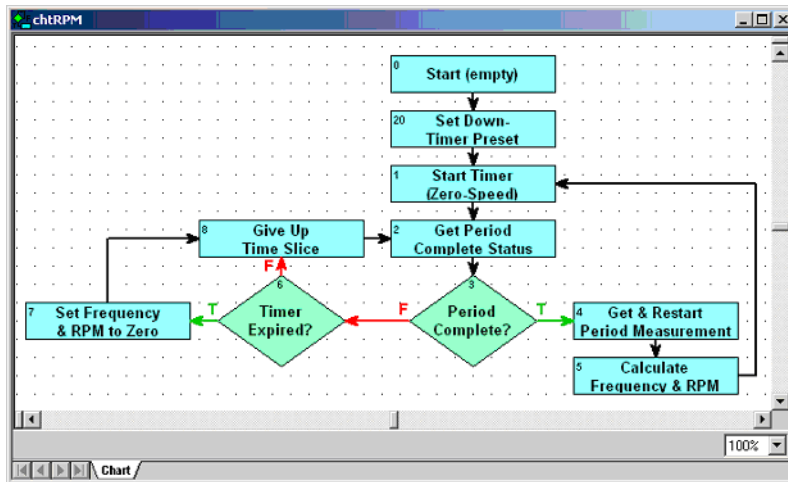 chtRPM
0
Start (empty)
20
Set Down-
Timer Preset
1
Start Timer
(Zero-Speed)
8
Give Up
Time Slice
2
Get Period
Complete Status
F
6
Timer
Expired?
3
Period
Complete?
7
Set Frequency
& RPM to Zero
T
F
T
4
Get & Restart
Period Measurement
5
Calculate
Frequency & RPM
100%
Chart